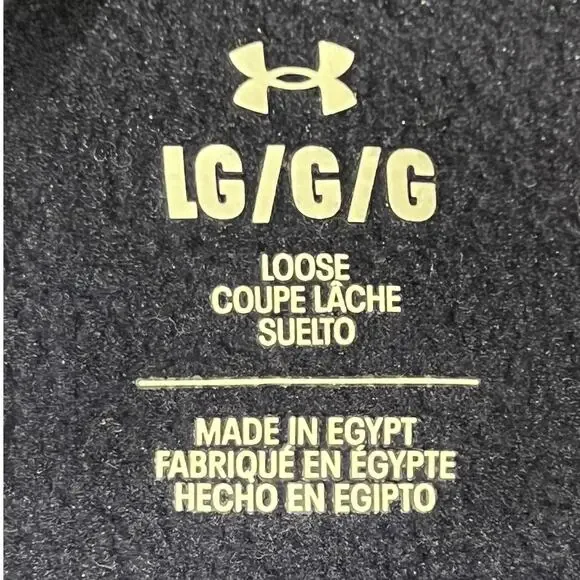 LG/G/G
LOOSE
COUPE LÂCHE
SUELTO
MADE IN EGYPT
FABRIQUÉ EN ÉGYPTE
HECHO EN EGIPTO